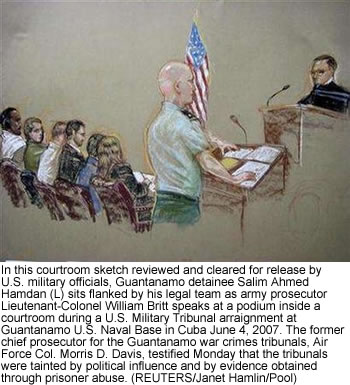 In this courtroom sketch reviewed and cleared for release by
U.S. military officials, Guantanamo detainee Salim Ahmed
Hamdan (L) sits flanked by his legal team as army prosecutor
Lieutenant-Colonel William Britt speaks at a podium inside a
courtroom during a U.S. Military Tribunal arraignment at
Guantanamo U.S. Naval Base in Cuba June 4, 2007. The former
chief prosecutor for the Guantanamo war crimes tribunals, Air
Force Col. Morris D. Davis, testified Monday that the tribunals
were tainted by political influence and by evidence obtained
through prisoner abuse. (REUTERS/Janet Hamlin/Pool)